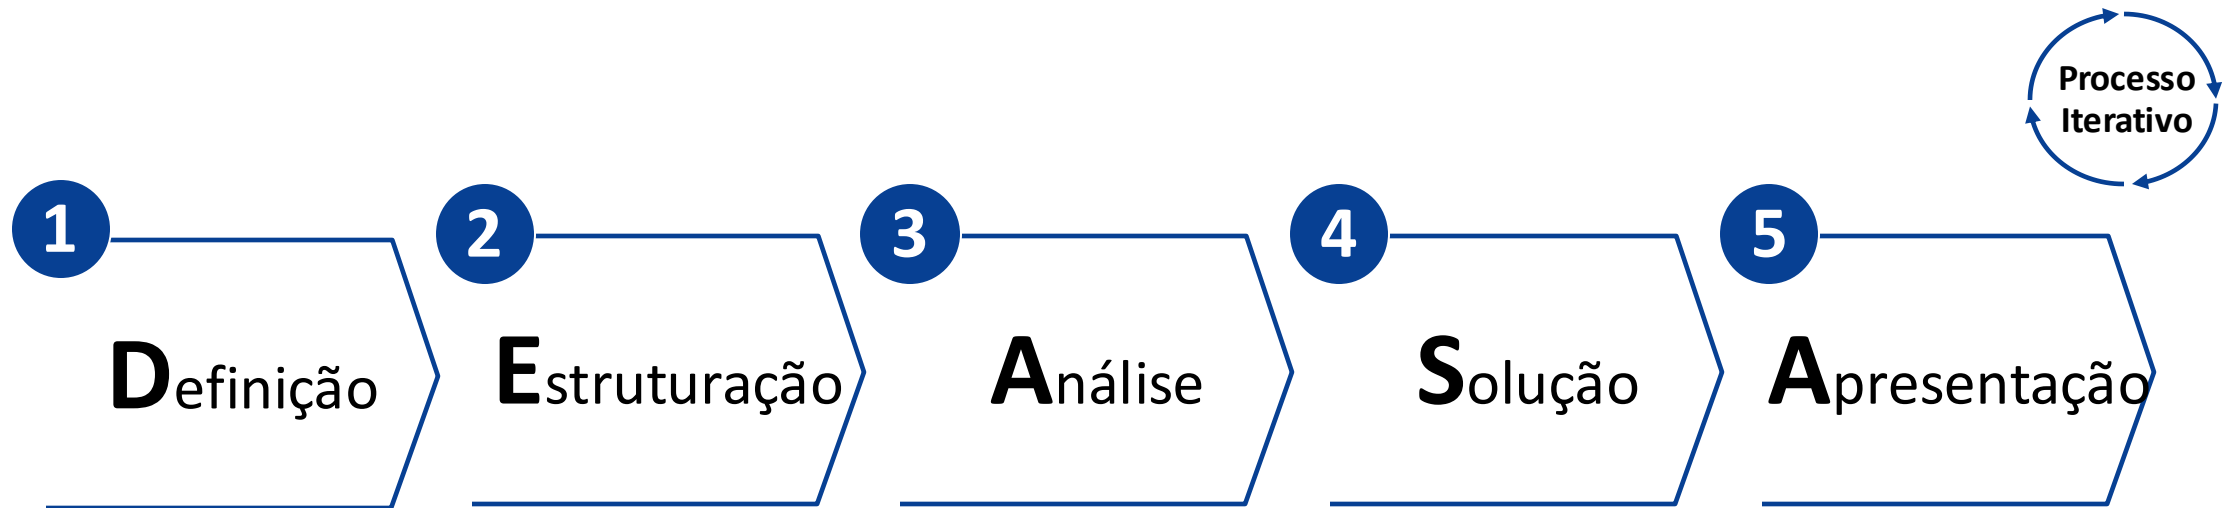 Processo
Iterativo
1
2
3
4
5
Definição
Estruturação
Análise
Solução
Apresentação